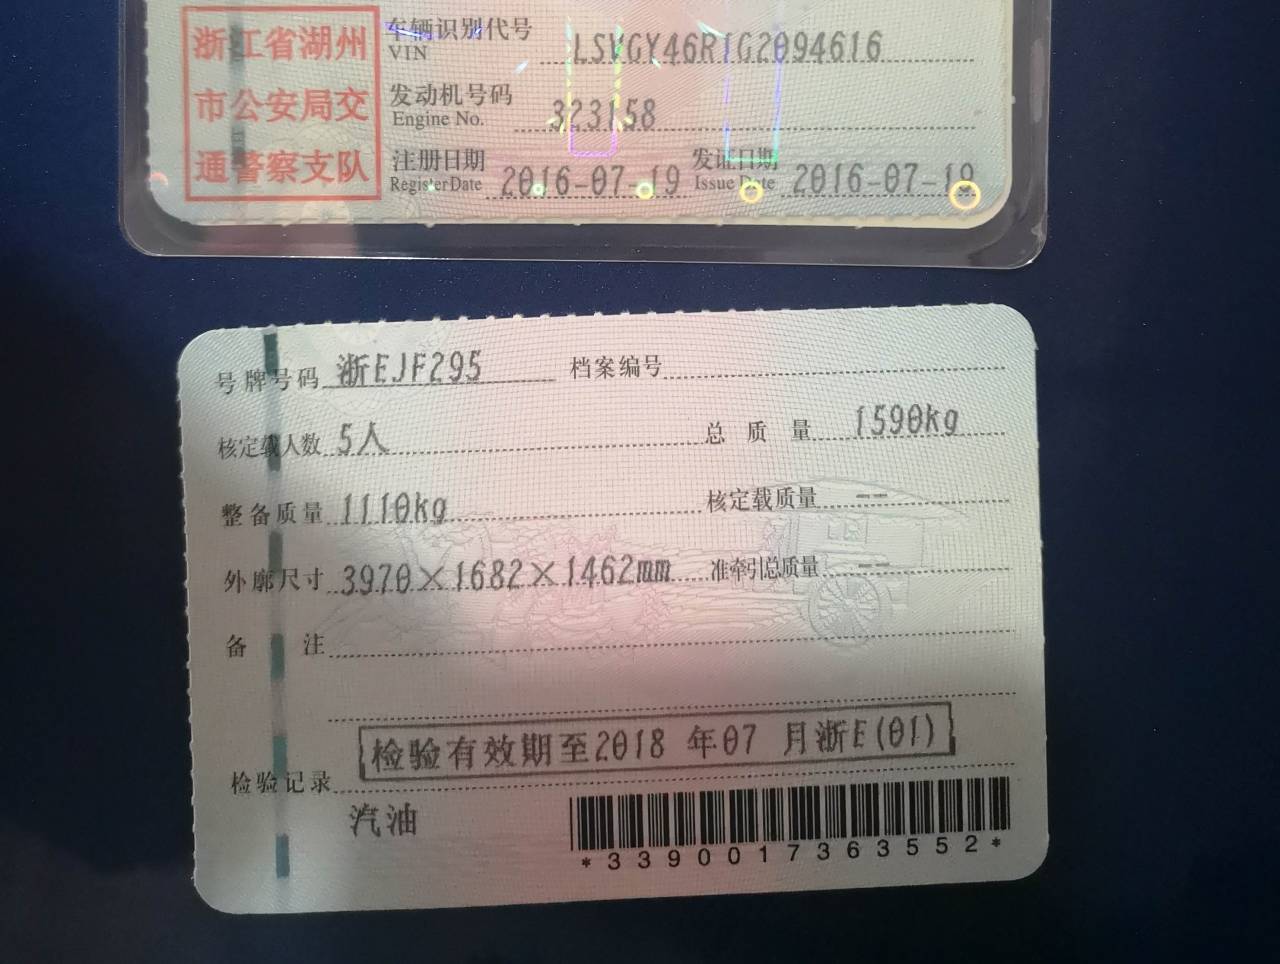 浙江省湖州
市公安局交
通警察支队
车辆识别代号 LSVGY46R1G2094616
VIN
发动机号码 323158
Engine No.
注册日期 2016-07-19 发证日期 2016-07-19
Register Date Issue Date
号牌号码 浙EJF295 档案编号
核定载人数 5人 总质量 1590kg
整备质量 1110kg 核定载质量 --
外廓尺寸 3970×1682×1462mm 准牵引总质量 --
备注
检验有效期至2018 年07 月浙E(01)
检验记录
汽油
*3390017363552*